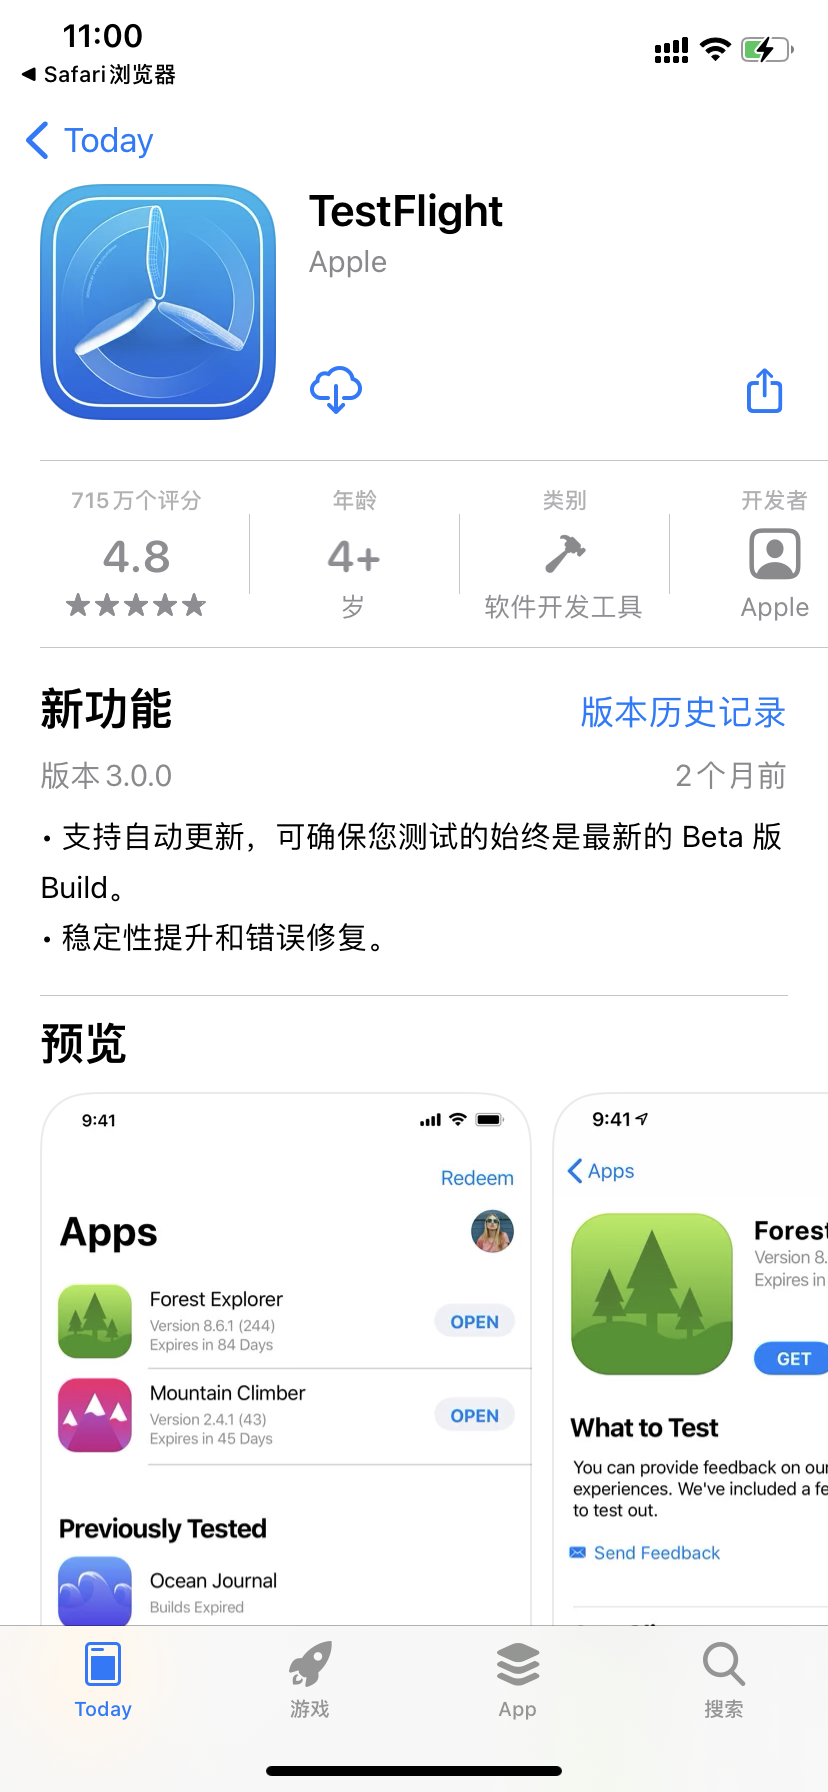 11:00
◀ Safari浏览器
Today
TestFlight
Apple
715万个评分
年龄
类别
开发者
4.8
4+
★★★★★
岁
软件开发工具
Apple
新功能
版本历史记录
版本3.0.0
2个月前
• 支持自动更新，可确保您测试的始终是最新的 Beta 版
Build。
• 稳定性提升和错误修复。
预览
9:41
Redeem
Apps
Forest Explorer
Version 8.6.1 (244)
Expires in 84 Days
OPEN
Mountain Climber
Version 2.4.1 (43)
Expires in 45 Days
OPEN
Previously Tested
Ocean Journal
Builds Expired
9:41
Apps
Forest
Version 8.
Expires in
GET
What to Test
You can provide feedback on our
experiences. We've included a fe
to test out.
Send Feedback
Today
游戏
App
搜索